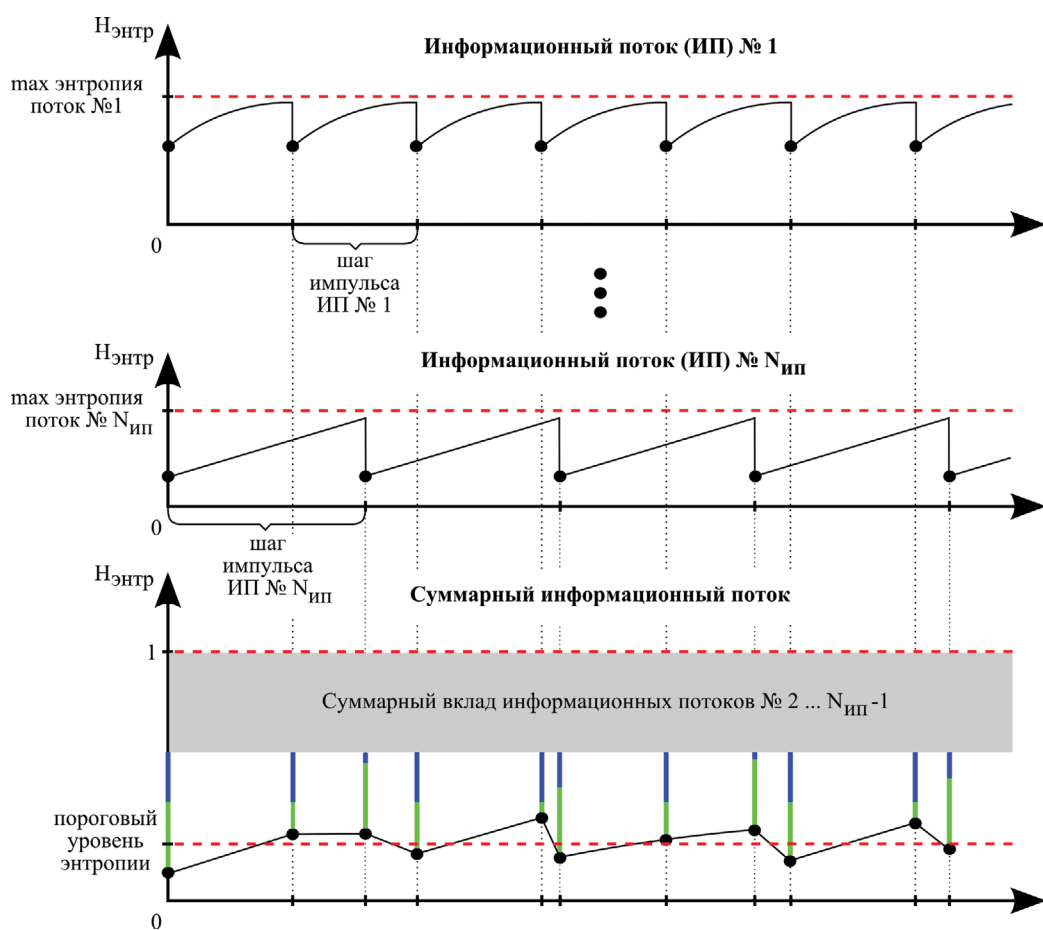 Hэнтр
Информационный поток (ИП) № 1
max энтропия
поток №1
0
шаг
импульса
ИП № 1
Hэнтр
Информационный поток (ИП) № Nип
max энтропия
поток № Nип
0
шаг
импульса
ИП № Nип
Hэнтр
Суммарный информационный поток
1
Суммарный вклад информационных потоков № 2 ... Nип -1
пороговый
уровень
энтропии
0